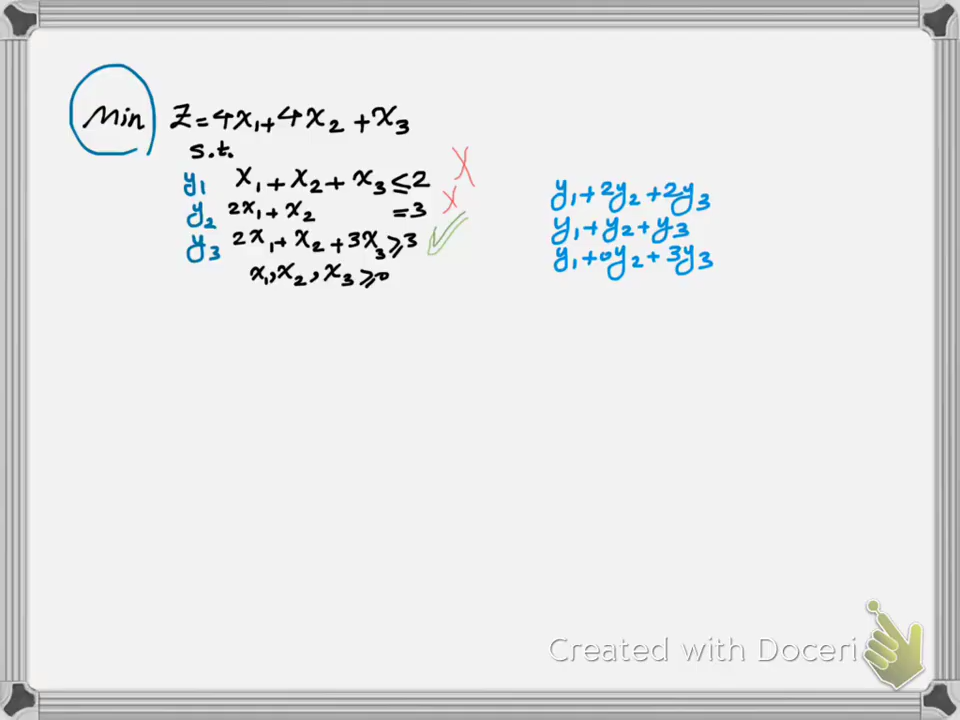 Min Z = 4x₁ + 4x₂ + x₃
s.t.
y₁ x₁ + x₂ + x₃ ≤ 2 X
y₂ 2x₁ + x₂ = 3 x
y₃ 2x₁ + x₂ + 3x₃ ≥ 3 ✓
x₁, x₂, x₃ ≥ 0
y₁ + 2y₂ + 2y₃
y₁ + y₂ + y₃
y₁ + 0y₂ + 3y₃
Created with Doceri